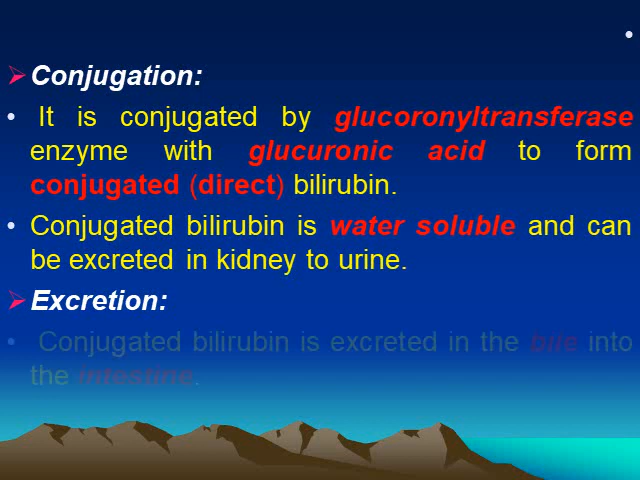 •
➢ Conjugation:
• It is conjugated by glucoronyltransferase
enzyme with glucuronic acid to form
conjugated (direct) bilirubin.
• Conjugated bilirubin is water soluble and can
be excreted in kidney to urine.
➢ Excretion:
• Conjugated bilirubin is excreted in the bile into
the intestine.